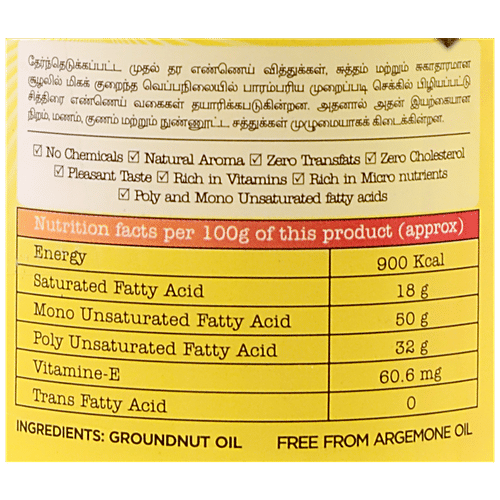 தேர்ந்தெடுக்கப்பட்ட முதல் தர எண்ணெய் வித்துக்கள், சுத்தம் மற்றும் சுகாதாரமான
சூழலில் மிகக் குறைந்த வெப்பநிலையில் பாரம்பரிய முறைப்படி செக்கில் பிழியப்பட்டு
சித்திரை எண்ணெய் வகைகள் தயாரிக்கபடுகின்றன. அதனால் அதன் இயற்கையான
நிறம், மணம், குணம் மற்றும் நுண்ணூட்ட சத்துக்கள் முழுமையாகக் கிடைக்கின்றன.
☑ No Chemicals ☑ Natural Aroma ☑ Zero Transfats ☑ Zero Cholesterol
☑ Pleasant Taste ☑ Rich in Vitamins ☑ Rich in Micro nutrients
☑ Poly and Mono Unsaturated fatty acids
Nutrition facts per 100g of this product (approx)
Energy 900 Kcal
Saturated Fatty Acid 18 g
Mono Unsaturated Fatty Acid 50 g
Poly Unsaturated Fatty Acid 32 g
Vitamine-E 60.6 mg
Trans Fatty Acid 0
INGREDIENTS: GROUNDNUT OIL FREE FROM ARGEMONE OIL